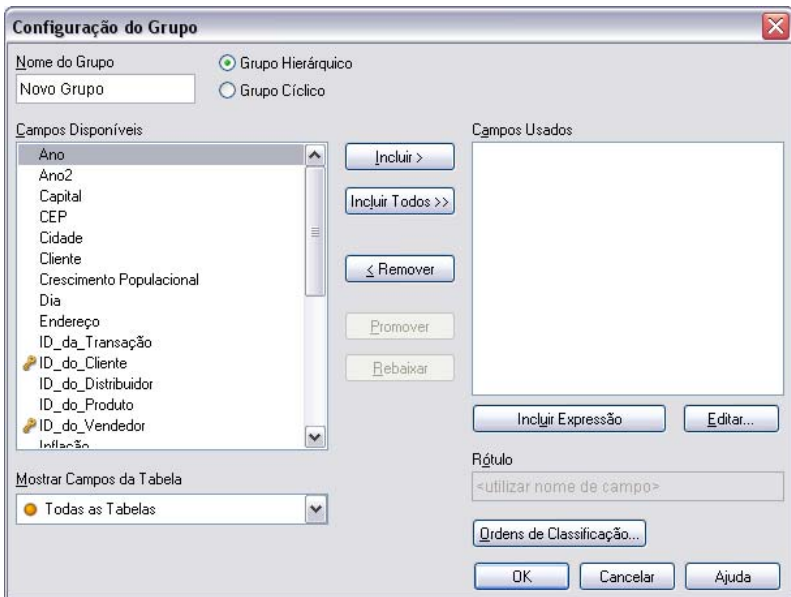 Configuração do Grupo
Nome do Grupo
Novo Grupo
Grupo Hierárquico
Grupo Cíclico
Campos Disponíveis
Ano
Ano2
Capital
CEP
Cidade
Cliente
Crescimento Populacional
Dia
Endereço
ID_da_Transação
ID_do_Cliente
ID_do_Distribuidor
ID_do_Produto
ID_do_Vendedor
Inflação
Mostrar Campos da Tabela
Todas as Tabelas
Incluir >
Incluir Todos >>
< Remover
Promover
Rebaixar
Campos Usados
Incluir Expressão
Editar...
Rótulo
<utilizar nome de campo>
Ordens de Classificação...
OK
Cancelar
Ajuda